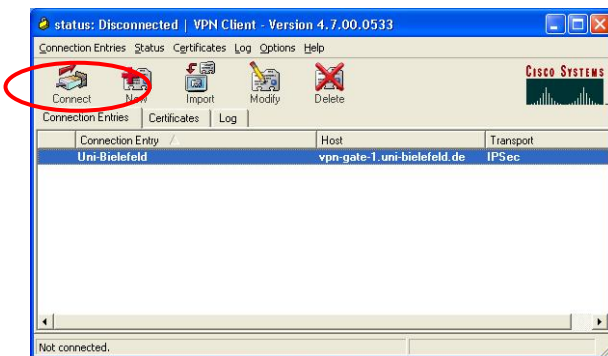 status: Disconnected | VPN Client - Version 4.7.00.0533
Connection Entries Status Certificates Log Options Help
Connect New Import Modify Delete
CISCO SYSTEMS
Connection Entries Certificates Log
Connection Entry Host Transport
Uni-Bielefeld vpn-gate-1.uni-bielefeld.de IPSec
Not connected.